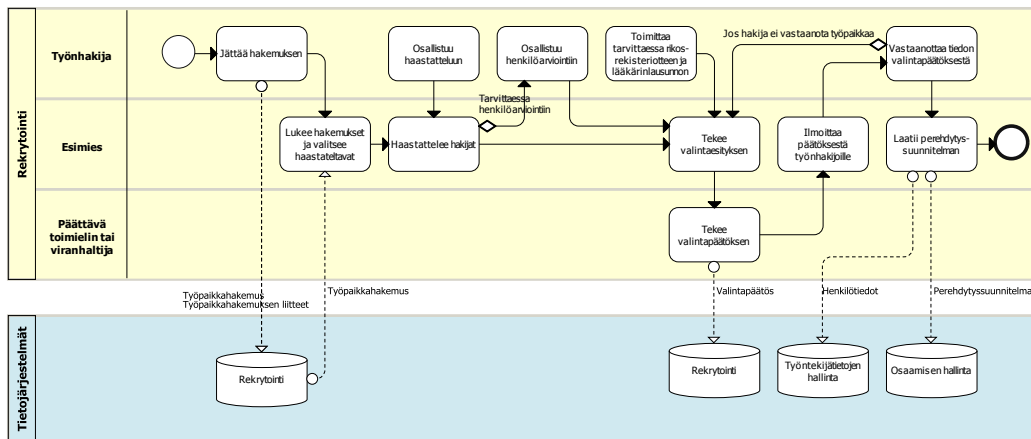 Rekrytointi
Työnhakija
Jättää hakemuksen
Osallistuu
haastatteluun
Osallistuu
henkilöarviointiin
Toimittaa
tarvittaessa rikos-
rekisteriotteen ja
lääkärinlausunnon
Jos hakija ei vastaanota työpaikkaa
Vastaanottaa tiedon
valintapäätöksestä
Tarvittaessa
henkilöarviointiin
Esimies
Lukee hakemukset
ja valitsee
haastateltavat
Haastattelee hakijat
Tekee
valintaesityksen
Ilmoittaa
päätöksestä
työnhakijoille
Laatii perehdytys-
suunnitelman
Päättävä
toimielin tai
viranhaltija
Tekee
valintapäätöksen
Työpaikkahakemus
Työpaikkahakemuksen liitteet
Työpaikkahakemus
Valintapäätös
Henkilötiedot
Perehdytyssuunnitelma
Tietojärjestelmät
Rekrytointi
Rekrytointi
Työntekijätietojen
hallinta
Osaamisen hallinta